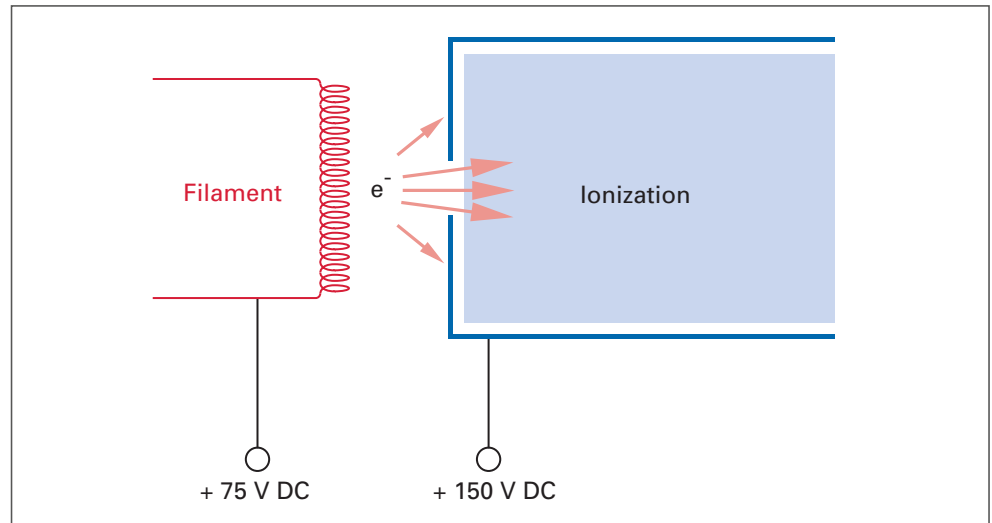 Filament
e-
Ionization
+ 75 V DC
+ 150 V DC